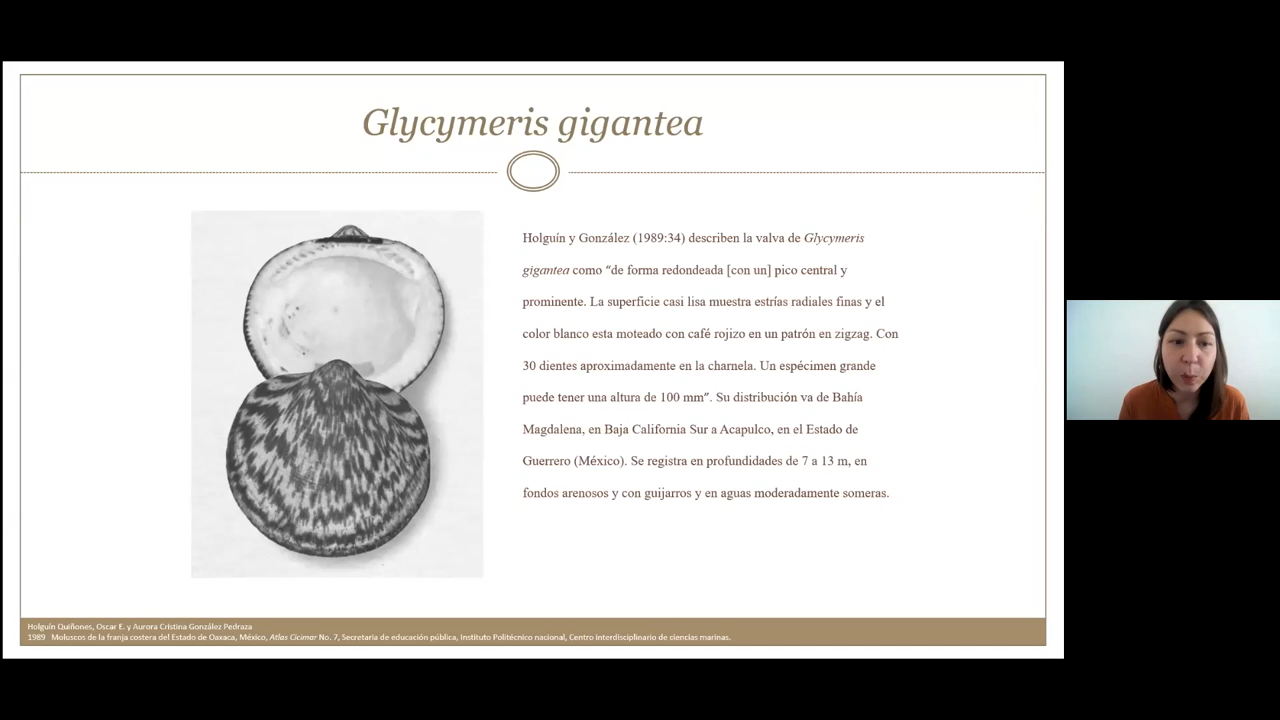 Glycymeris gigantea
Holguín y González (1989:34) describen la valva de Glycymeris
gigantea como “de forma redondeada [con un] pico central y
prominente. La superficie casi lisa muestra estrías radiales finas y el
color blanco esta moteado con café rojizo en un patrón en zigzag. Con
30 dientes aproximadamente en la charnela. Un espécimen grande
puede tener una altura de 100 mm”. Su distribución va de Bahía
Magdalena, en Baja California Sur a Acapulco, en el Estado de
Guerrero (México). Se registra en profundidades de 7 a 13 m, en
fondos arenosos y con guijarros y en aguas moderadamente someras.
Holguín Quiñones, Oscar E. y Aurora Cristina González Pedraza
1989 Moluscos de la franja costera del Estado de Oaxaca, México, Atlas Cicimar No. 7, Secretaria de educación pública, Instituto Politécnico nacional, Centro interdisciplinario de ciencias marinas.